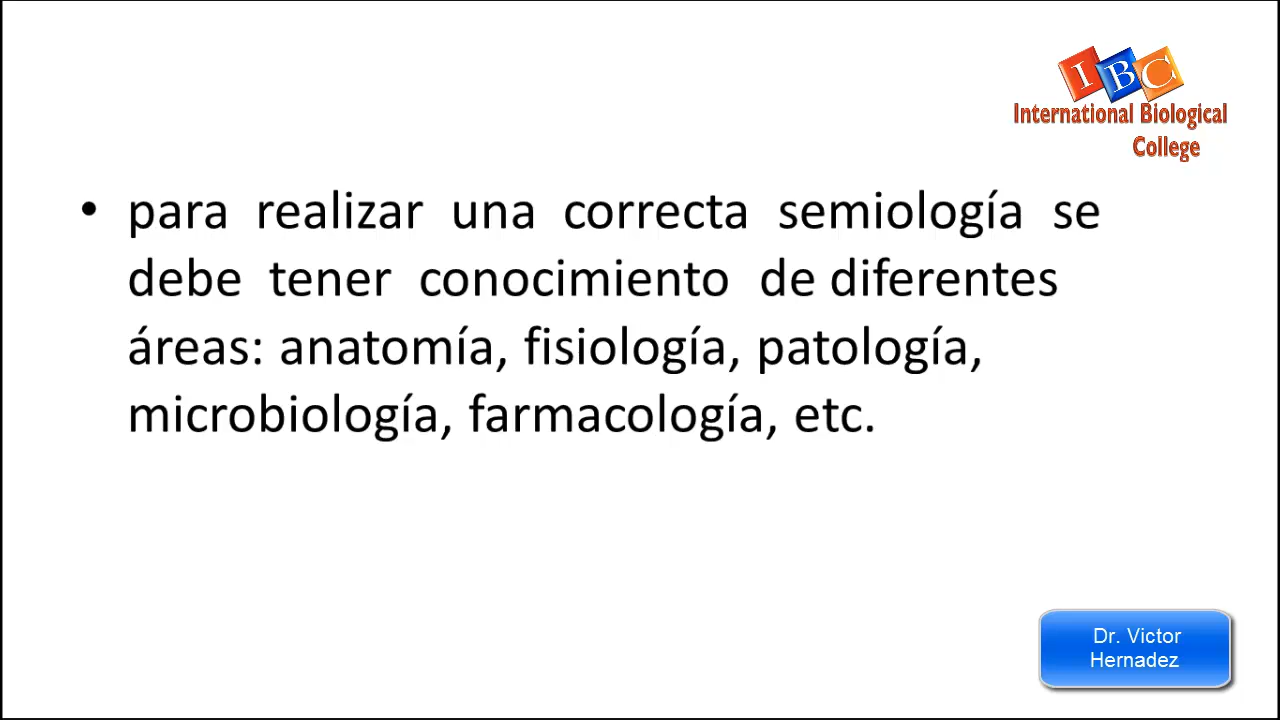 IBC
International Biological
College
• para realizar una correcta semiología se
debe tener conocimiento de diferentes
áreas: anatomía, fisiología, patología,
microbiología, farmacología, etc.
Dr. Victor
Hernadez